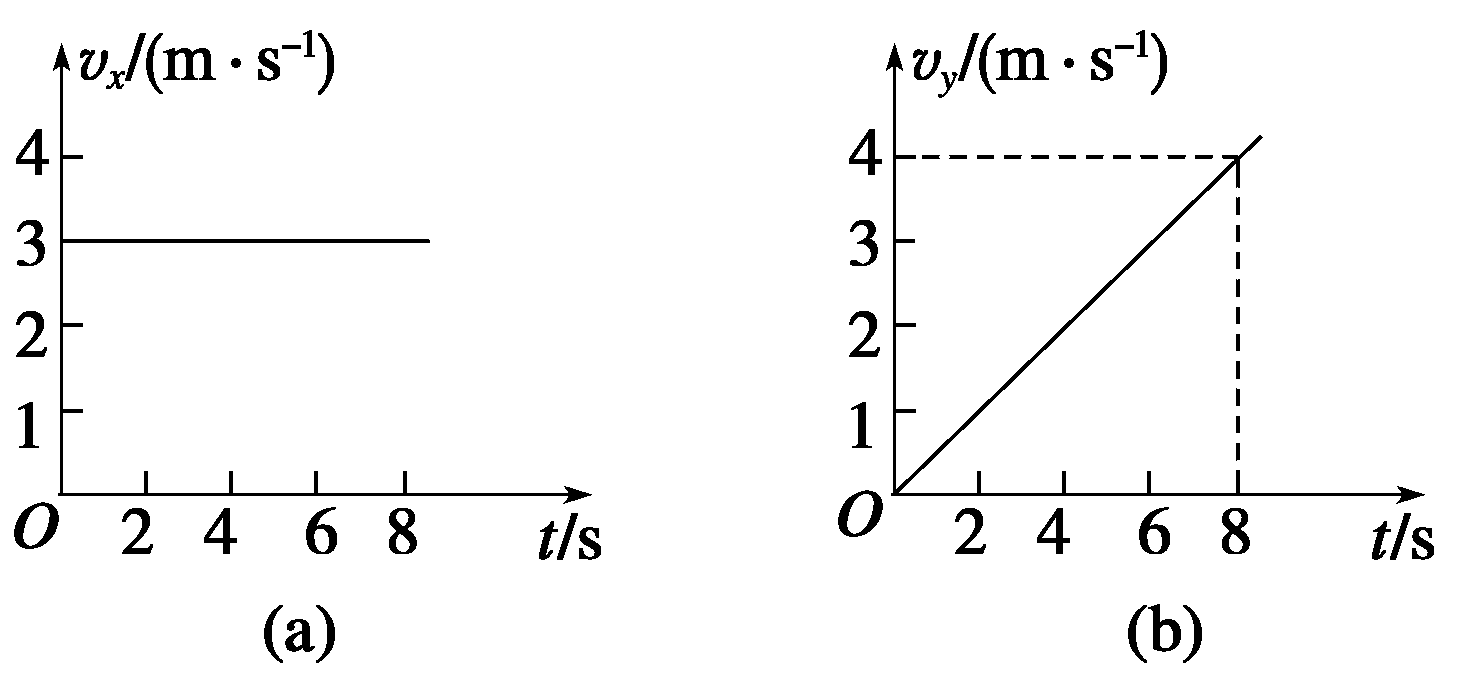 vₓ/(m · s⁻¹)
4
3
2
1
O 2 4 6 8 t/s
(a)
v_y/(m · s⁻¹)
4
3
2
1
O 2 4 6 8 t/s
(b)